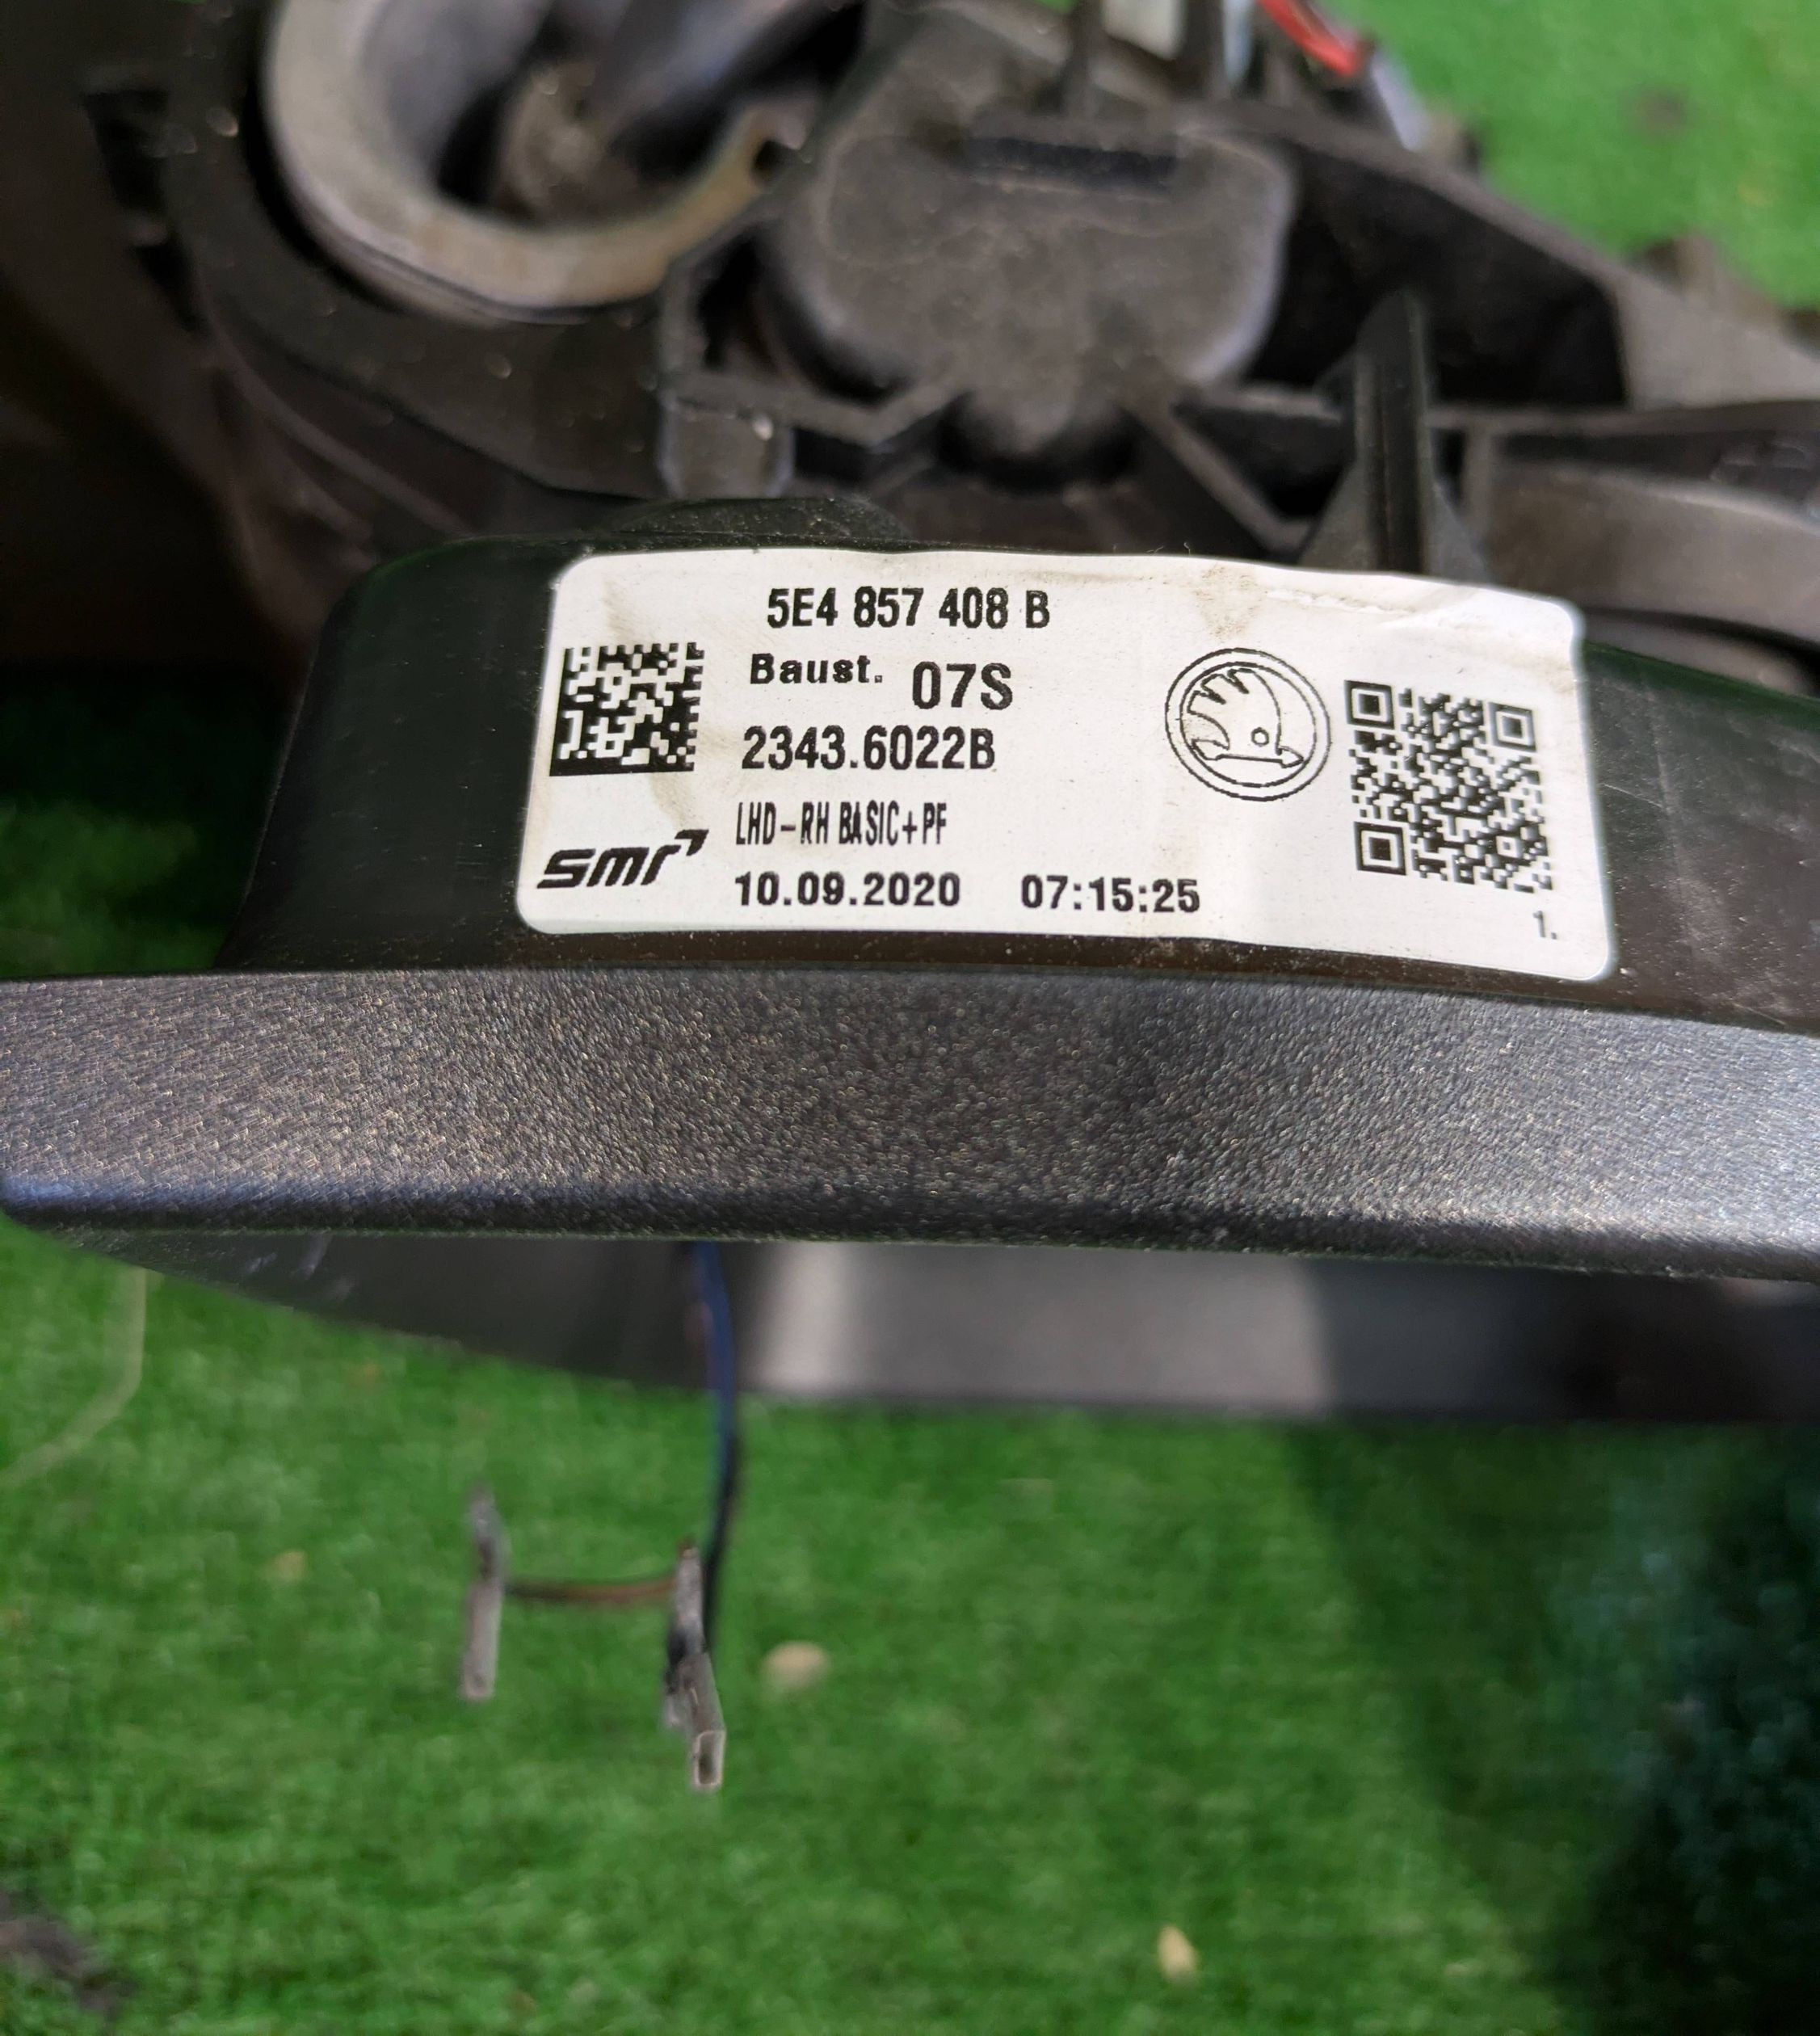 5E4 857 408 B
Baust. 07S
2343.6022B
LHD-RH BASIC+PF
smr
10.09.2020 07:15:25
1.